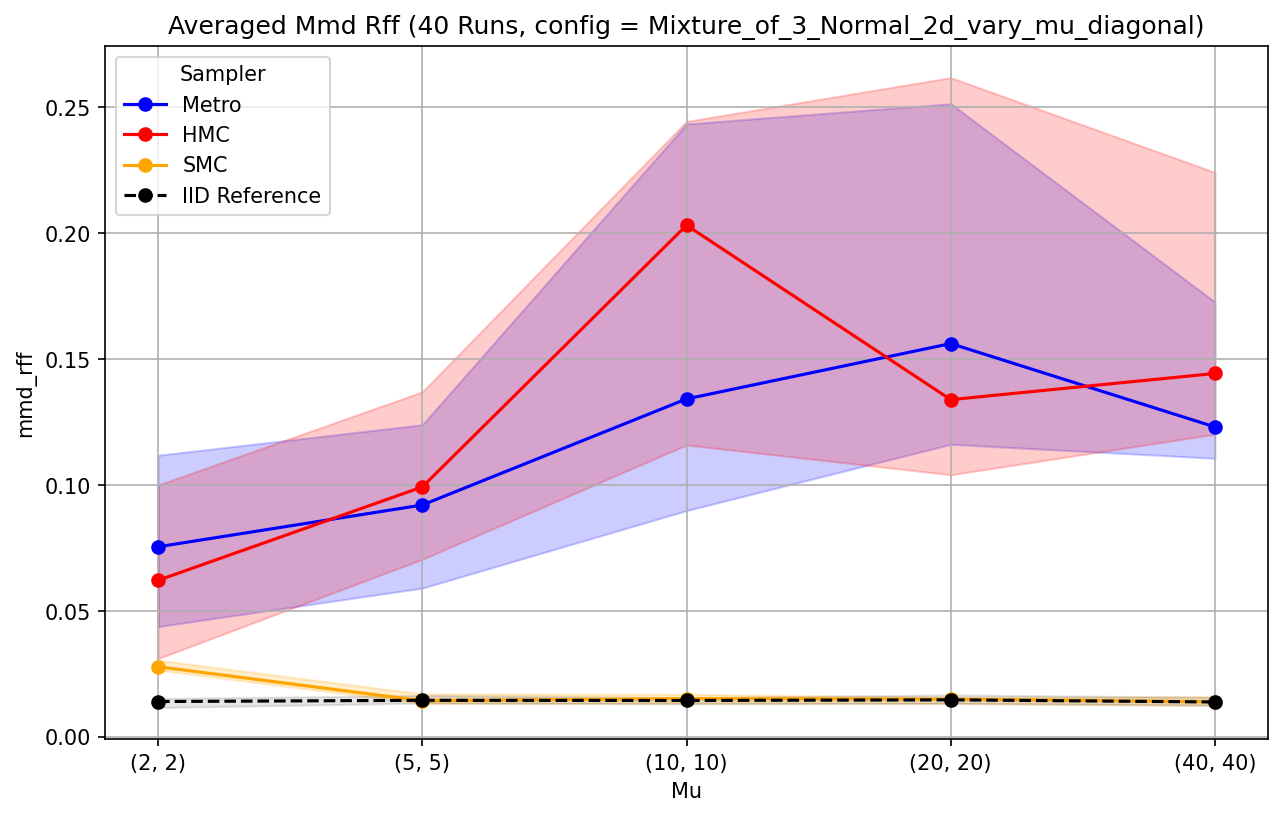 Averaged Mmd Rff (40 Runs, config = Mixture_of_3_Normal_2d_vary_mu_diagonal)
Sampler
Metro
HMC
SMC
IID Reference
mmd_rff
0.25
0.20
0.15
0.10
0.05
0.00
(2, 2) (5, 5) (10, 10) (20, 20) (40, 40)
Mu